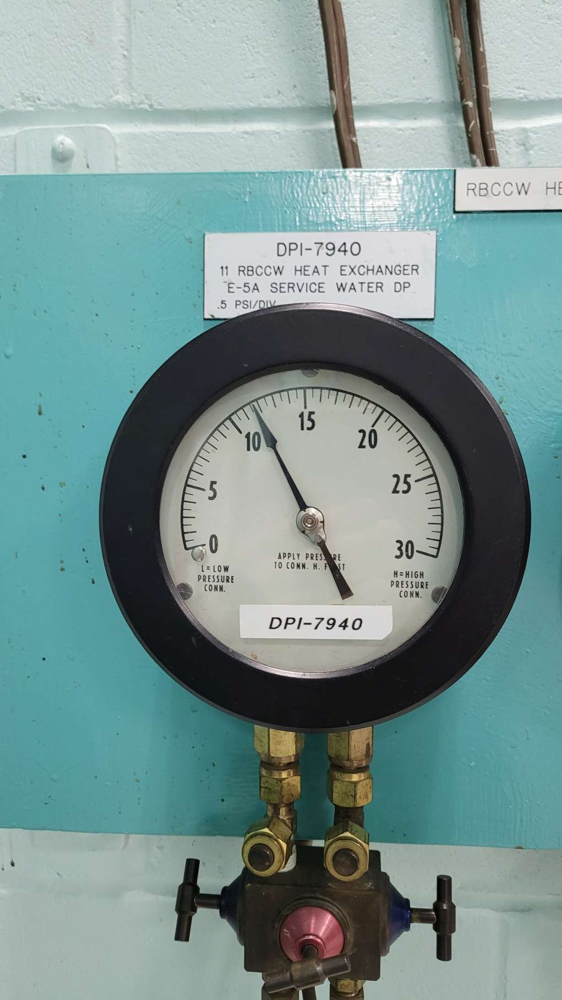 RBCCW HE
DPI-7940
11 RBCCW HEAT EXCHANGER
E-5A SERVICE WATER DP
.5 PSI/DIV
0
5
10
15
20
25
30
L=LOW
PRESSURE
CONN.
APPLY PRESSURE
TO CONN. H. FIRST
H=HIGH
PRESSURE
CONN.
DPI-7940